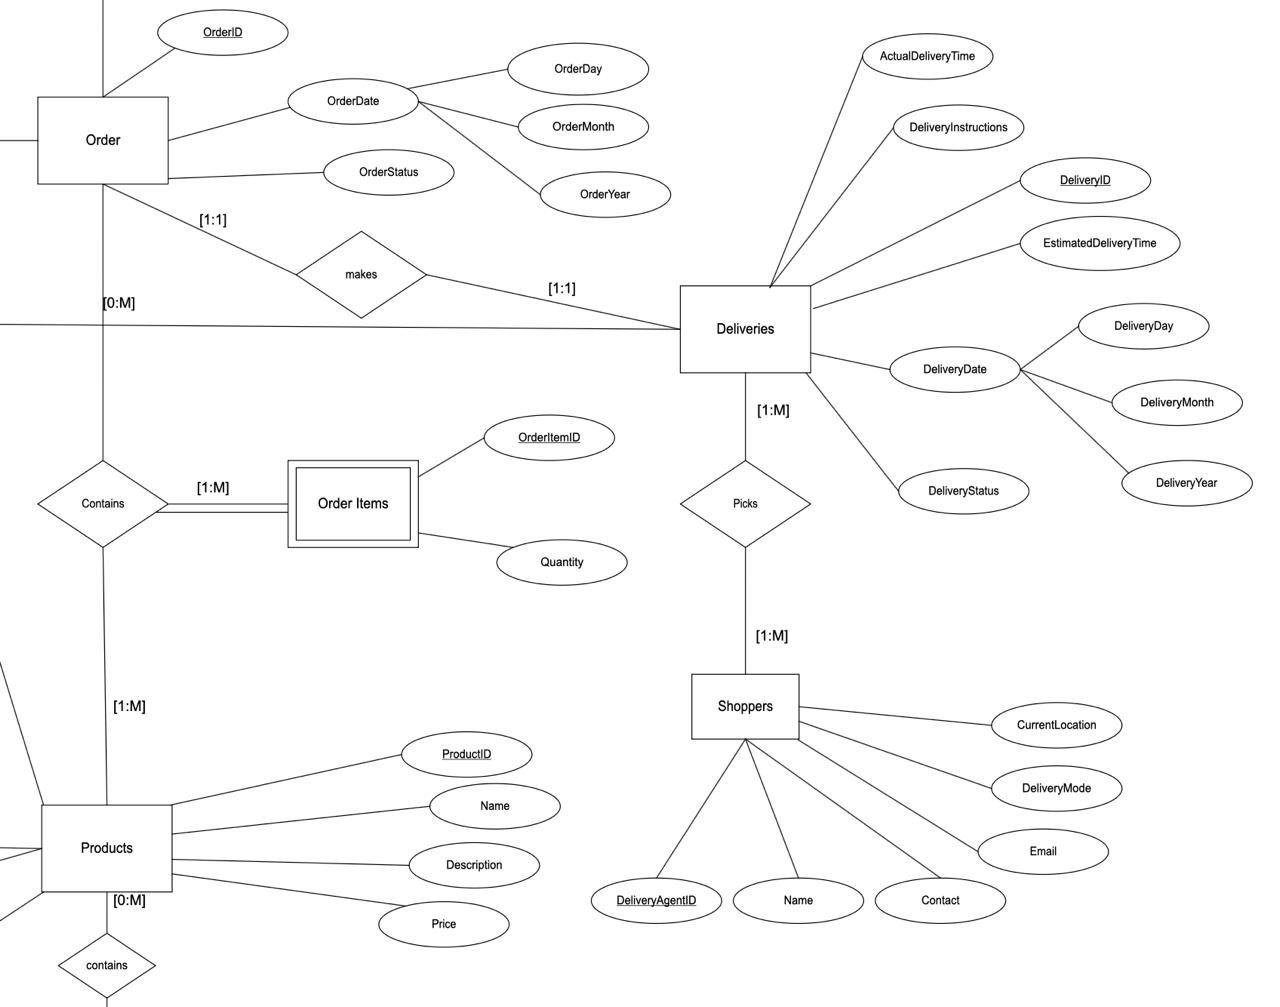 OrderID
ActualDeliveryTime
OrderDay
OrderDate
OrderMonth
DeliveryInstructions
Order
OrderStatus
DeliveryID
OrderYear
[1:1]
EstimatedDeliveryTime
makes
[1:1]
[0:M]
Deliveries
DeliveryDay
DeliveryDate
DeliveryMonth
[1:M]
OrderItemID
DeliveryYear
[1:M]
DeliveryStatus
Contains
Order Items
Picks
Quantity
[1:M]
[1:M]
Shoppers
CurrentLocation
ProductID
DeliveryMode
Name
Products
Email
Description
[0:M]
DeliveryAgentID
Name
Contact
Price
contains